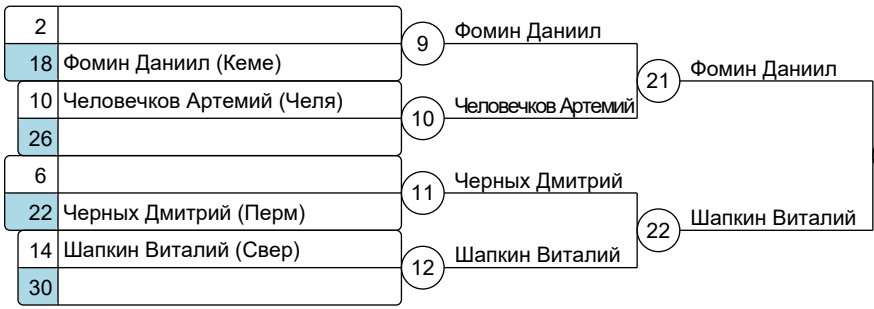 2
9 Фомин Даниил
18 Фомин Даниил (Кеме)
21 Фомин Даниил
10 Человечков Артемий (Челя)
10 Человечков Артемий
26
6
11 Черных Дмитрий
22 Черных Дмитрий (Перм)
22 Шапкин Виталий
14 Шапкин Виталий (Свер)
12 Шапкин Виталий
30